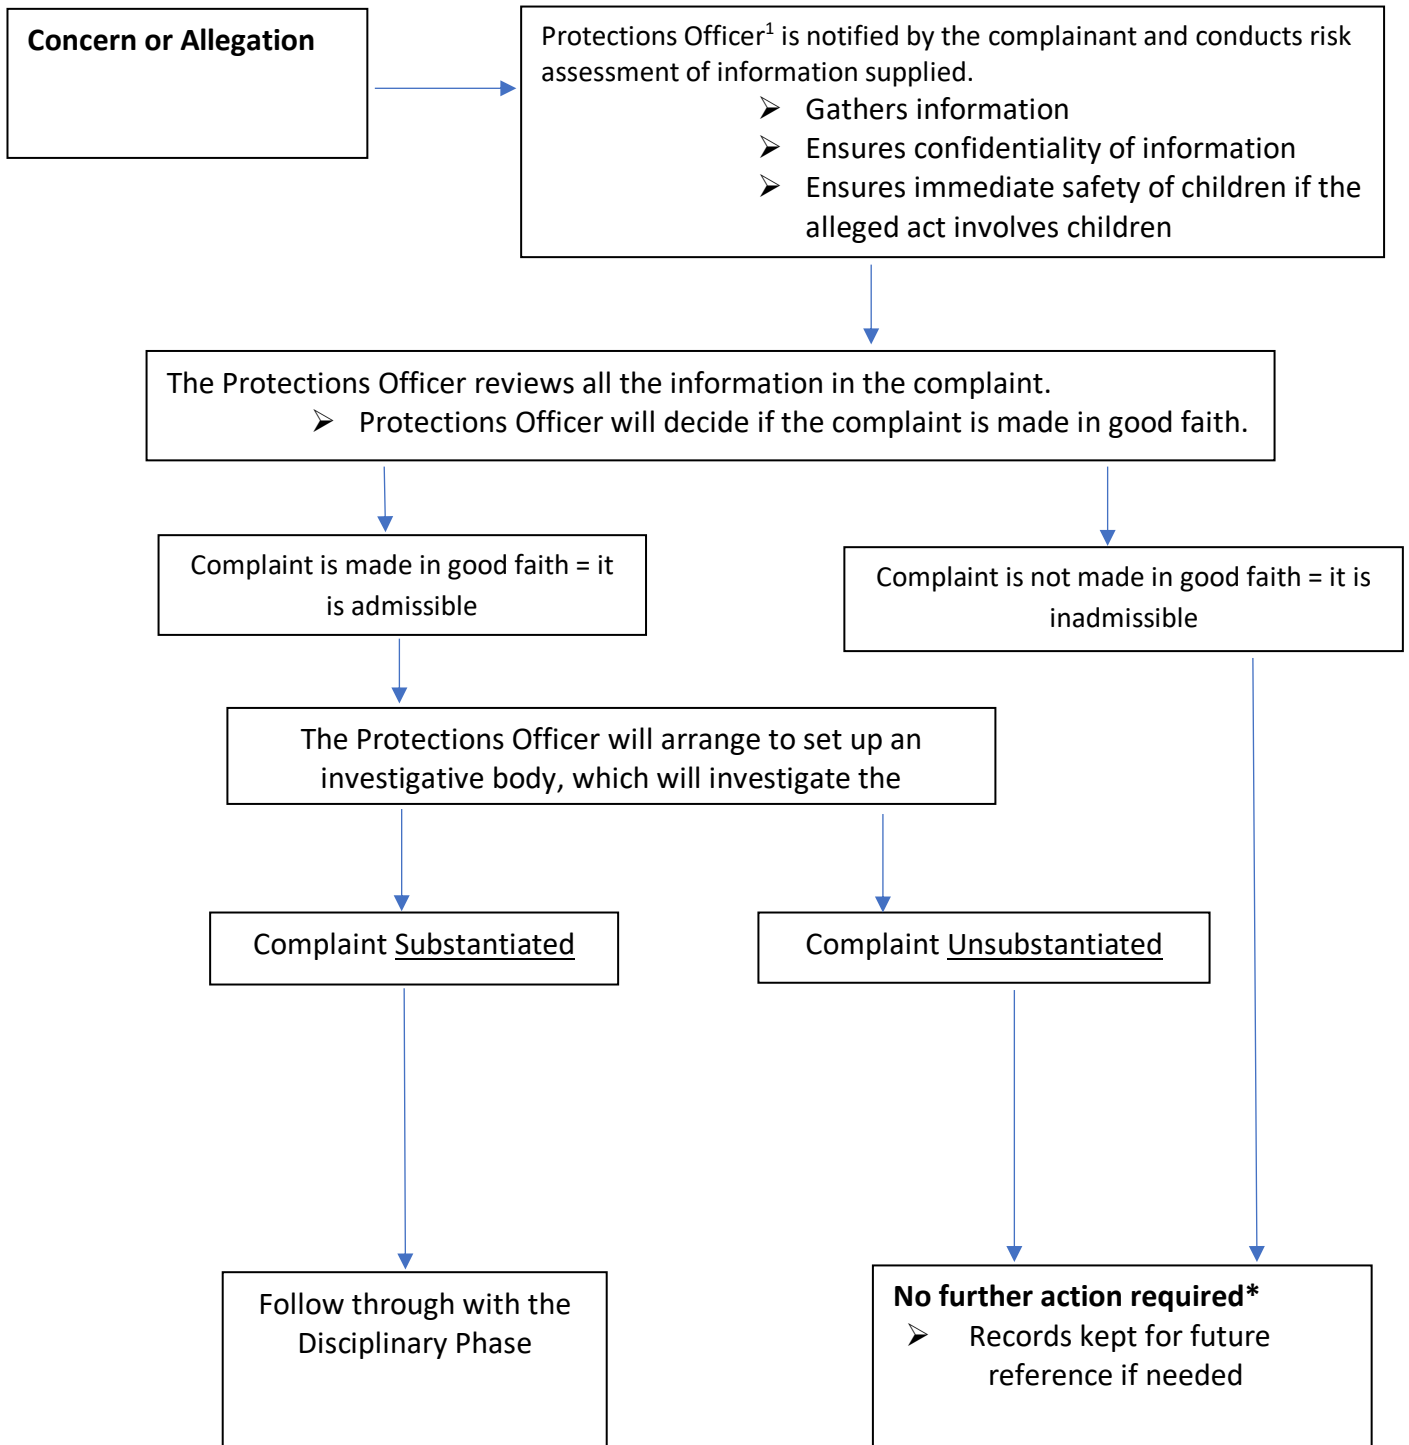 Concern or Allegation
Protections Officer¹ is notified by the complainant and conducts risk
assessment of information supplied.
➢ Gathers information
➢ Ensures confidentiality of information
➢ Ensures immediate safety of children if the
alleged act involves children
The Protections Officer reviews all the information in the complaint.
➢ Protections Officer will decide if the complaint is made in good faith.
Complaint is made in good faith = it
is admissible
Complaint is not made in good faith = it is
inadmissible
The Protections Officer will arrange to set up an
investigative body, which will investigate the
Complaint Substantiated
Complaint Unsubstantiated
Follow through with the
Disciplinary Phase
No further action required*
➢ Records kept for future
reference if needed